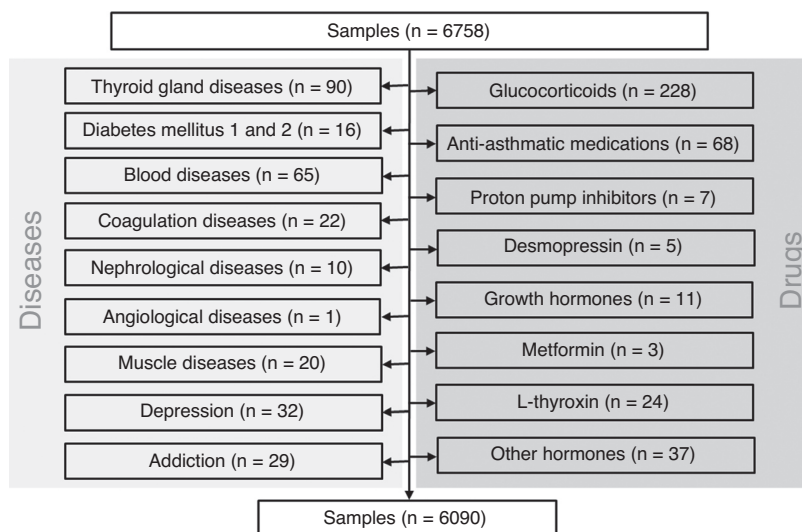 Samples (n = 6758)
Diseases
Thyroid gland diseases (n = 90)
Diabetes mellitus 1 and 2 (n = 16)
Blood diseases (n = 65)
Coagulation diseases (n = 22)
Nephrological diseases (n = 10)
Angiological diseases (n = 1)
Muscle diseases (n = 20)
Depression (n = 32)
Addiction (n = 29)
Glucocorticoids (n = 228)
Anti-asthmatic medications (n = 68)
Proton pump inhibitors (n = 7)
Desmopressin (n = 5)
Growth hormones (n = 11)
Metformin (n = 3)
L-thyroxin (n = 24)
Other hormones (n = 37)
Drugs
Samples (n = 6090)